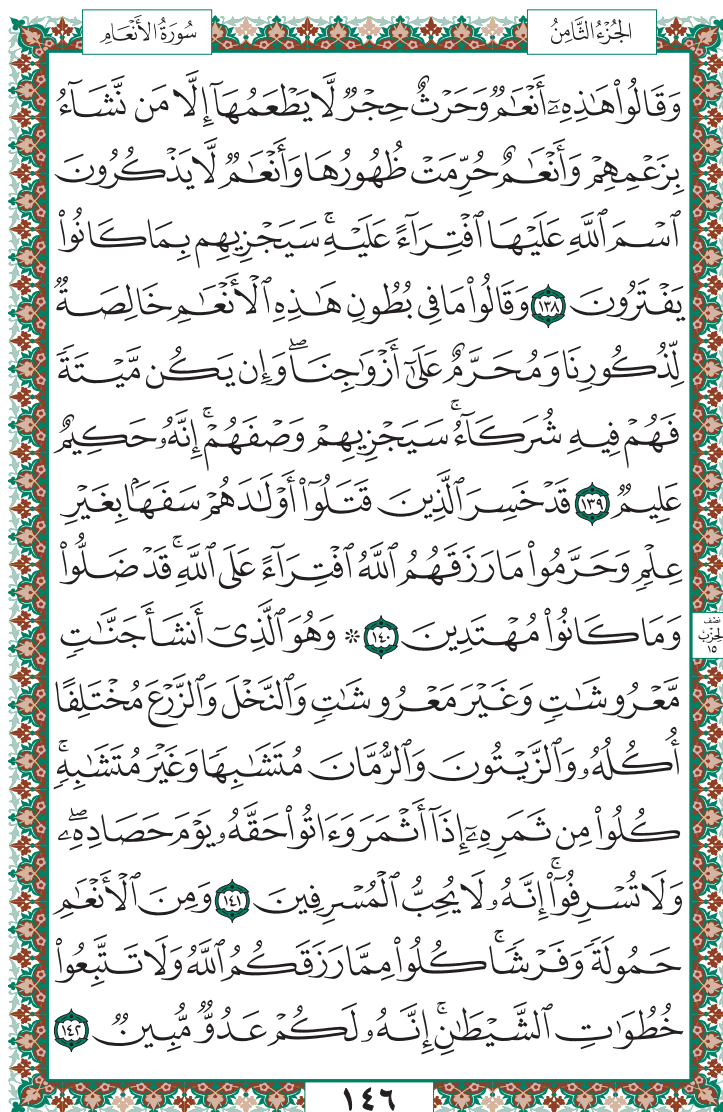 الجُزْءُ الثَّامِنُ
سُورَةُ الأَنْعَامِ
وَقَالُوا۟ هَـٰذِهِۦٓ أَنْعَـٰمٌ وَحَرْثٌ حِجْرٌ لَّا يَطْعَمُهَآ إِلَّا مَن نَّشَآءُ
بِزَعْمِهِمْ وَأَنْعَـٰمٌ حُرِّمَتْ ظُهُورُهَا وَأَنْعَـٰمٌ لَّا يَذْكُرُونَ
ٱسْمَ ٱللَّهِ عَلَيْهَا ٱفْتِرَآءً عَلَيْهِ ۚ سَيَجْزِيهِم بِمَا كَانُوا۟
يَفْتَرُونَ ١٣٨ وَقَالُوا۟ مَا فِى بُطُونِ هَـٰذِهِ ٱلْأَنْعَـٰمِ خَالِصَةٌ
لِّذُكُورِنَا وَمُحَرَّمٌ عَلَىٰٓ أَزْوَٰجِنَا ۖ وَإِن يَكُن مَّيْتَةً
فَهُمْ فِيهِ شُرَكَآءُ ۚ سَيَجْزِيهِمْ وَصْفَهُمْ ۚ إِنَّهُۥ حَكِيمٌ
عَلِيمٌ ١٣٩ قَدْ خَسِرَ ٱلَّذِينَ قَتَلُوٓا۟ أَوْلَـٰدَهُمْ سَفَهًۢا بِغَيْرِ
عِلْمٍ وَحَرَّمُوا۟ مَا رَزَقَهُمُ ٱللَّهُ ٱفْتِرَآءً عَلَى ٱللَّهِ ۚ قَدْ ضَلُّوا۟
وَمَا كَانُوا۟ مُهْتَدِينَ ١٤٠ * وَهُوَ ٱلَّذِىٓ أَنشَأَ جَنَّـٰتٍ
مَّعْرُوشَـٰتٍ وَغَيْرَ مَعْرُوشَـٰتٍ وَٱلنَّخْلَ وَٱلزَّرْعَ مُخْتَلِفًا
أُكُلُهُۥ وَٱلزَّيْتُونَ وَٱلرُّمَّانَ مُتَشَـٰبِهًا وَغَيْرَ مُتَشَـٰبِهٍ ۚ
كُلُوا۟ مِن ثَمَرِهِۦٓ إِذَآ أَثْمَرَ وَءَاتُوا۟ حَقَّهُۥ يَوْمَ حَصَادِهِۦ ۖ
وَلَا تُسْرِفُوٓا۟ ۚ إِنَّهُۥ لَا يُحِبُّ ٱلْمُسْرِفِينَ ١٤١ وَمِنَ ٱلْأَنْعَـٰمِ
حَمُولَةً وَفَرْشًا ۚ كُلُوا۟ مِمَّا رَزَقَكُمُ ٱللَّهُ وَلَا تَتَّبِعُوا۟
خُطُوَٰتِ ٱلشَّيْطَـٰنِ ۚ إِنَّهُۥ لَكُمْ عَدُوٌّ مُّبِينٌ ١٤٢
نصف
الحزب
١٥
١٤٦